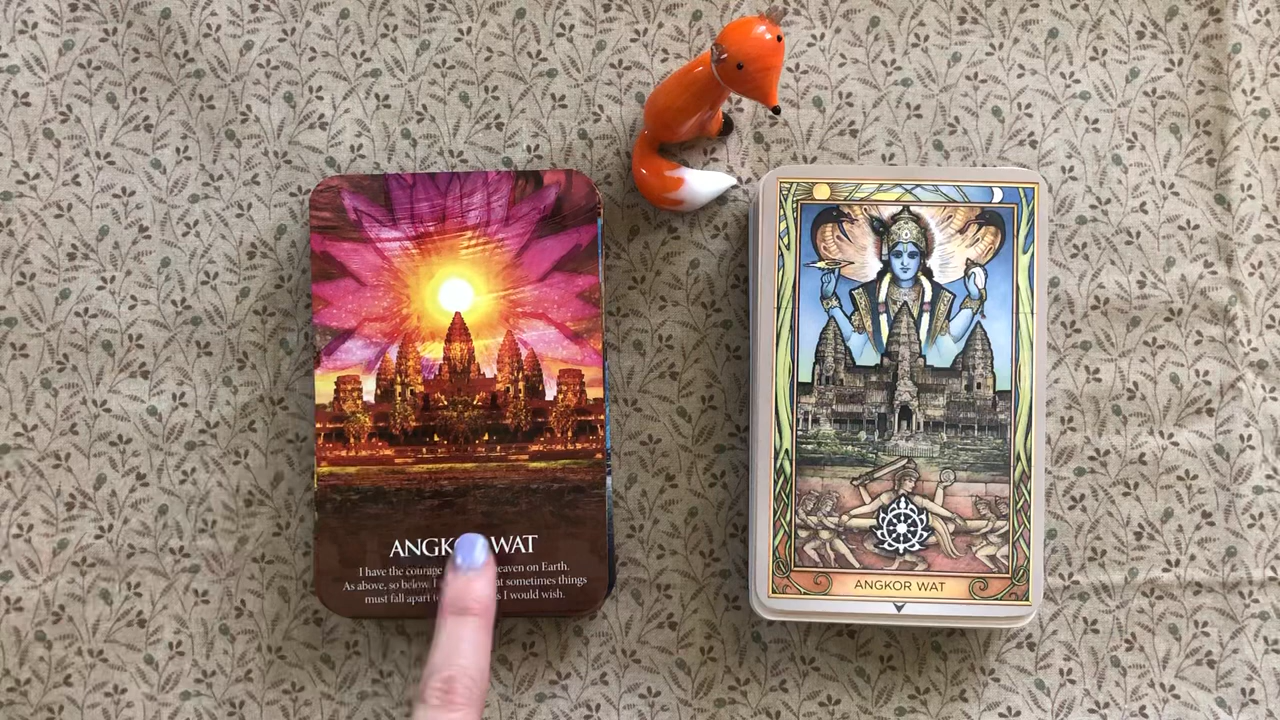 ANGK WAT
I have the courage eaven on Earth.
As above, so below. at sometimes things
must fall apart s I would wish.
ANGKOR WAT